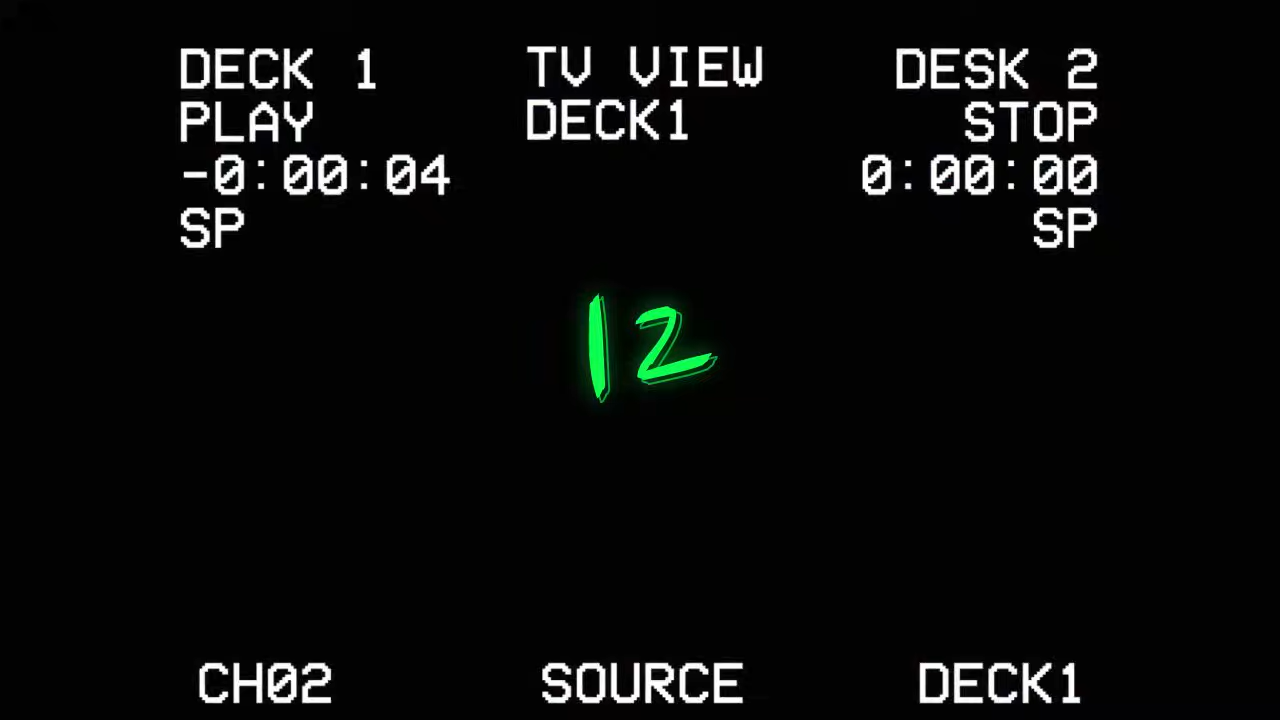 DECK 1 TV VIEW DESK 2
PLAY DECK1 STOP
-0:00:04 0:00:00
SP SP
12
CH02 SOURCE DECK1